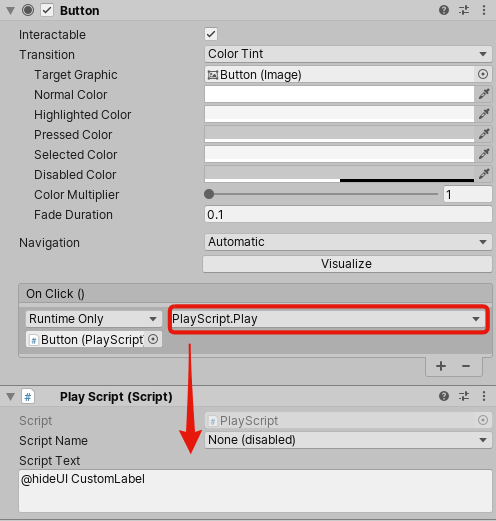 Button
Interactable
Transition Color Tint
Target Graphic Button (Image)
Normal Color
Highlighted Color
Pressed Color
Selected Color
Disabled Color
Color Multiplier 1
Fade Duration 0.1
Navigation Automatic
Visualize
On Click ()
Runtime Only PlayScript.Play
# Button (PlayScript
+ −
# Play Script (Script)
Script # PlayScript
Script Name None (disabled)
Script Text
@hideUI CustomLabel